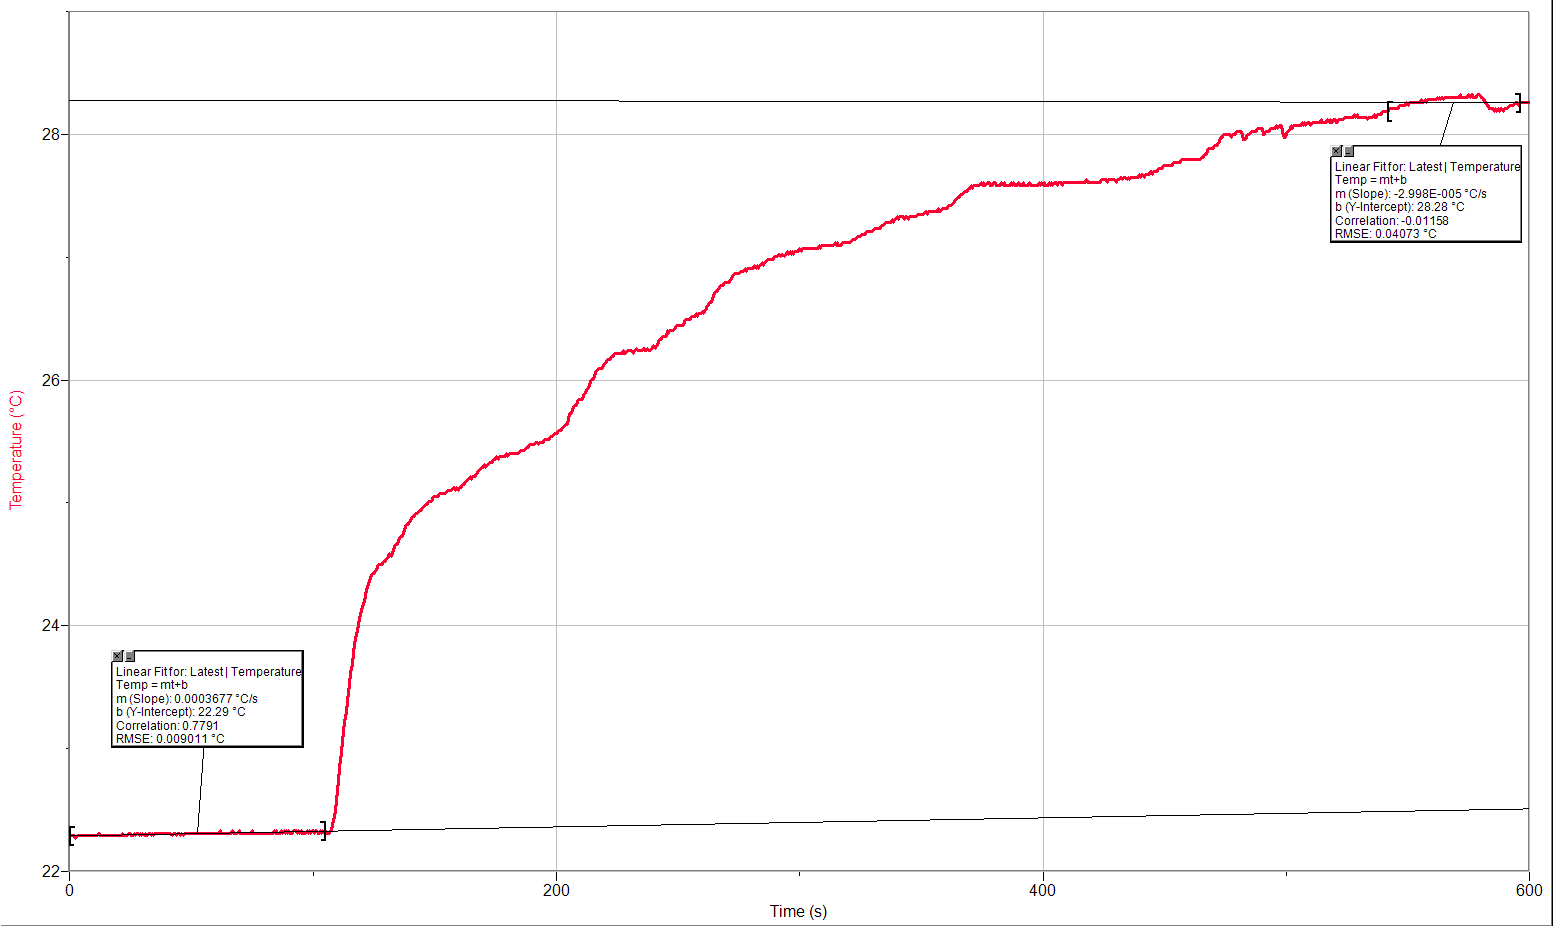 28
26
Temperature (°C)
24
22
Linear Fit for: Latest | Temperature
Temp = mt+b
m (Slope): -2.998E-005 °C/s
b (Y-Intercept): 28.28 °C
Correlation: -0.01158
RMSE: 0.04073 °C
Linear Fit for: Latest | Temperature
Temp = mt+b
m (Slope): 0.0003677 °C/s
b (Y-Intercept): 22.29 °C
Correlation: 0.7791
RMSE: 0.009011 °C
0 200 400 600
Time (s)